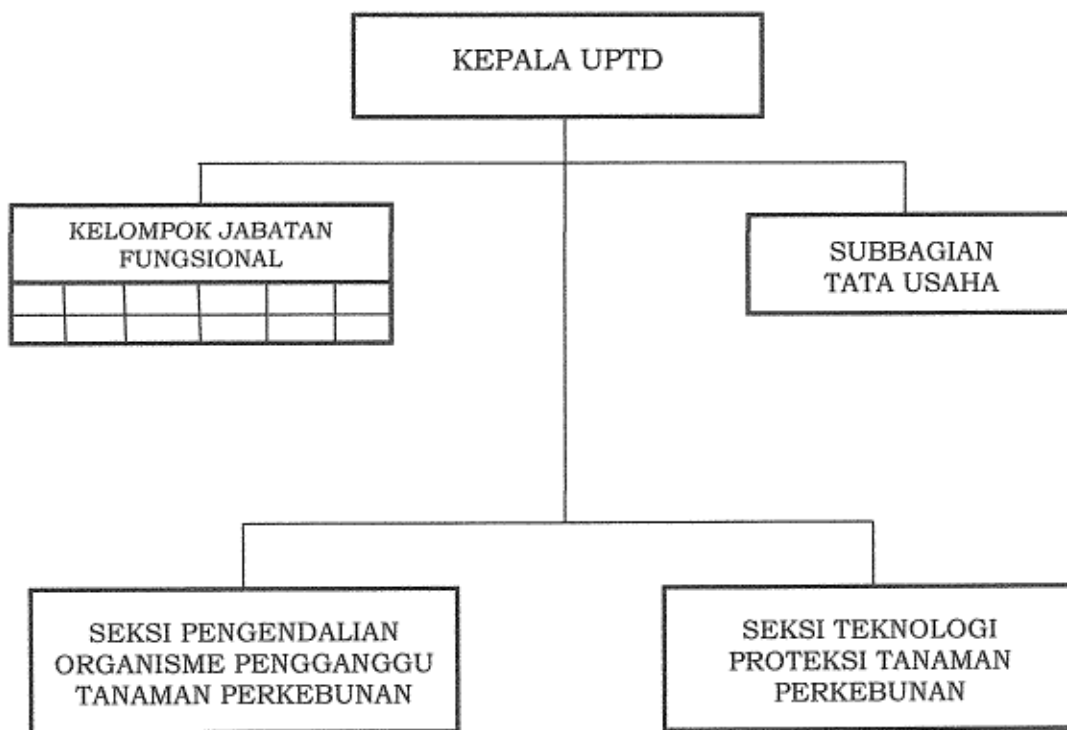 KEPALA UPTD
KELOMPOK JABATAN
FUNGSIONAL
SUBBAGIAN
TATA USAHA
SEKSI PENGENDALIAN
ORGANISME PENGGANGGU
TANAMAN PERKEBUNAN
SEKSI TEKNOLOGI
PROTEKSI TANAMAN
PERKEBUNAN